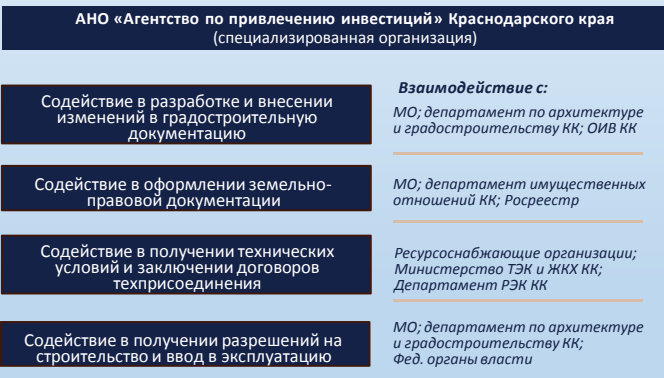 АНО «Агентство по привлечению инвестиций» Краснодарского края
(специализированная организация)
Взаимодействие с:
Содействие в разработке и внесении
изменений в градостроительную
документацию
МО; департамент по архитектуре
и градостроительству КК; ОИВ КК
Содействие в оформлении земельно-
правовой документации
МО; департамент имущественных
отношений КК; Росреестр
Содействие в получении технических
условий и заключении договоров
техприсоединения
Ресурсоснабжающие организации;
Министерство ТЭК и ЖКХ КК;
Департамент РЭК КК
Содействие в получении разрешений на
строительство и ввод в эксплуатацию
МО; департамент по архитектуре
и градостроительству КК;
Фед. органы власти